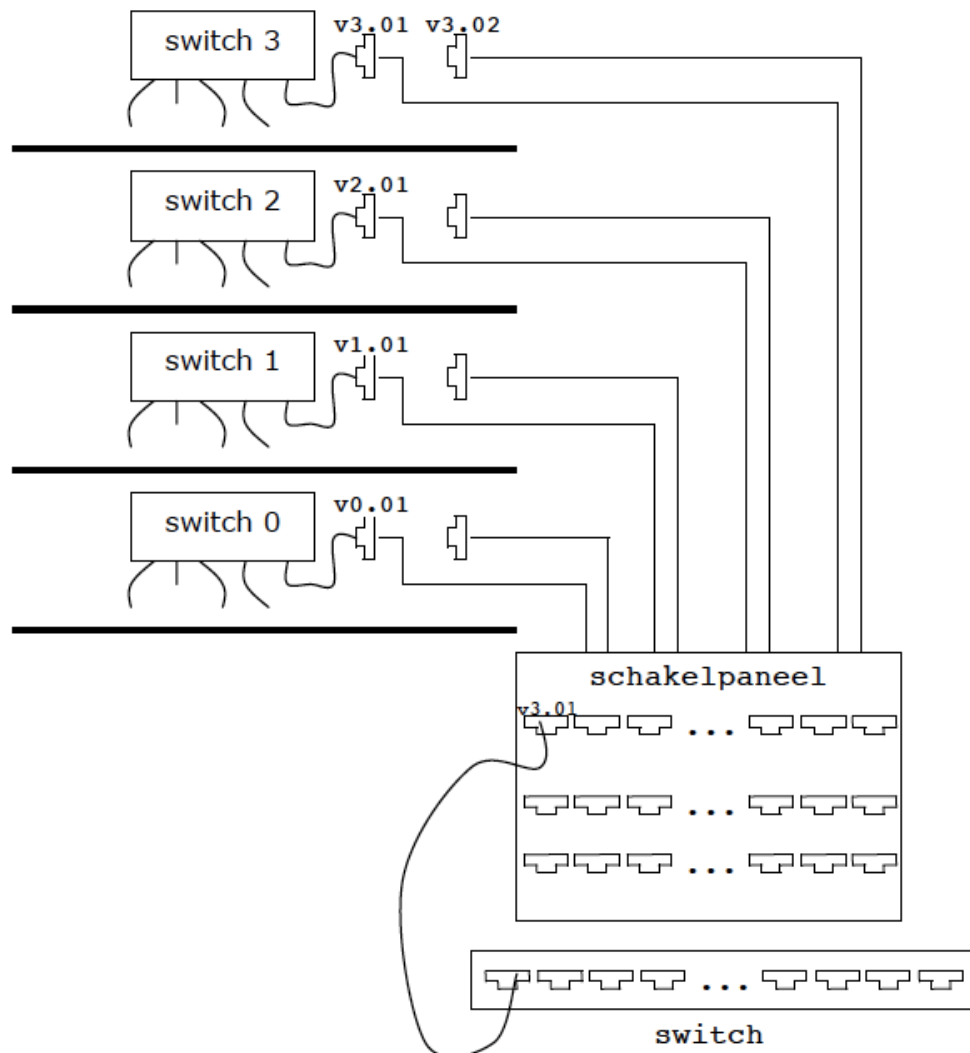 switch 3 v3.01 v3.02
switch 2 v2.01
switch 1 v1.01
switch 0 v0.01
schakelpaneel
v3.01
...
...
...
...
switch